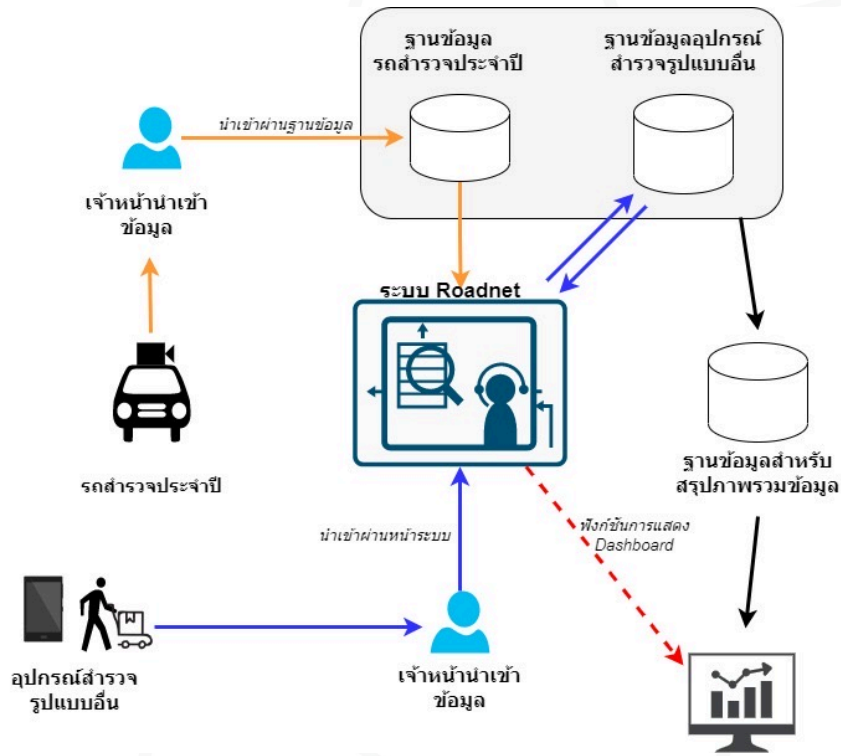 ฐานข้อมูล
รถสำรวจประจำปี
ฐานข้อมูลอุปกรณ์
สำรวจรูปแบบอื่น
นำเข้าผ่านฐานข้อมูล
เจ้าหน้านำเข้า
ข้อมูล
ระบบ Roadnet
รถสำรวจประจำปี
ฐานข้อมูลสำหรับ
สรุปภาพรวมข้อมูล
นำเข้าผ่านหน้าระบบ
ฟังก์ชันการแสดง
Dashboard
อุปกรณ์สำรวจ
รูปแบบอื่น
เจ้าหน้านำเข้า
ข้อมูล